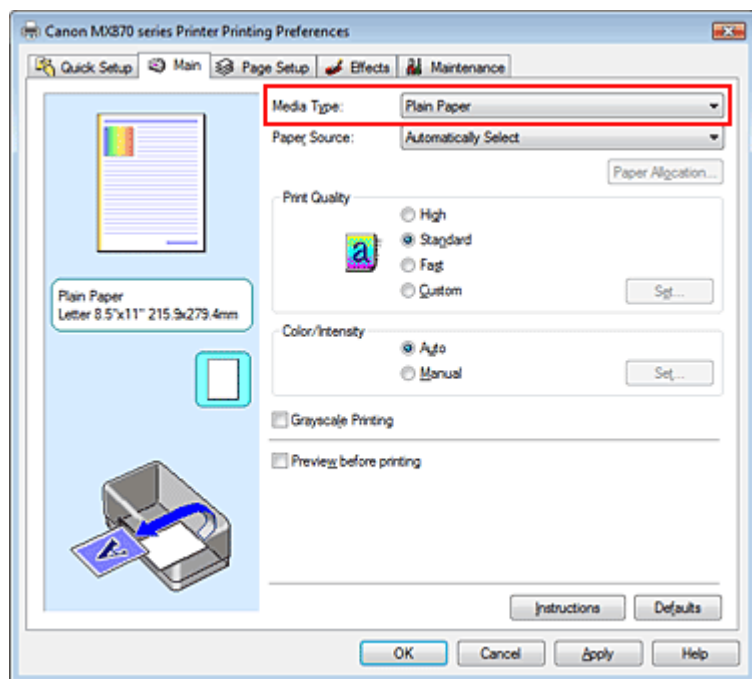 Canon MX870 series Printer Printing Preferences
Quick Setup Main Page Setup Effects Maintenance
Media Type: Plain Paper
Paper Source: Automatically Select
Paper Allocation...
Print Quality
High
a Standard
Fast
Custom Set...
Plain Paper
Letter 8.5"x11" 215.9x279.4mm
Color/Intensity
Auto
Manual Set...
Grayscale Printing
Preview before printing
A
Instructions Defaults
OK Cancel Apply Help